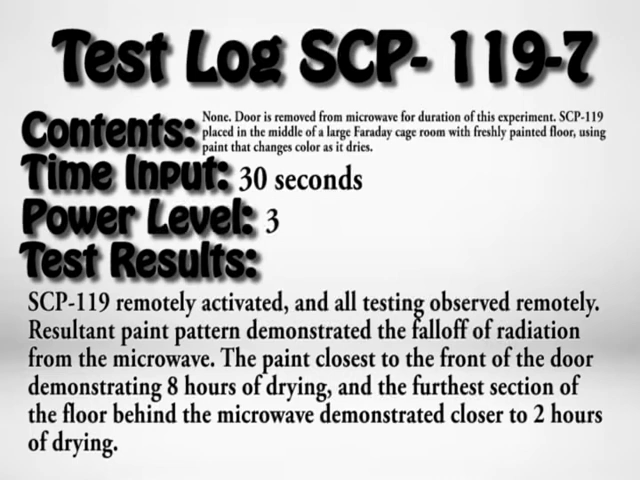 Test Log SCP- 119-7
Contents: None. Door is removed from microwave for duration of this experiment. SCP-119
placed in the middle of a large Faraday cage room with freshly painted floor, using
paint that changes color as it dries.
Time Input: 30 seconds
Power Level: 3
Test Results:
SCP-119 remotely activated, and all testing observed remotely.
Resultant paint pattern demonstrated the falloff of radiation
from the microwave. The paint closest to the front of the door
demonstrating 8 hours of drying, and the furthest section of
the floor behind the microwave demonstrated closer to 2 hours
of drying.